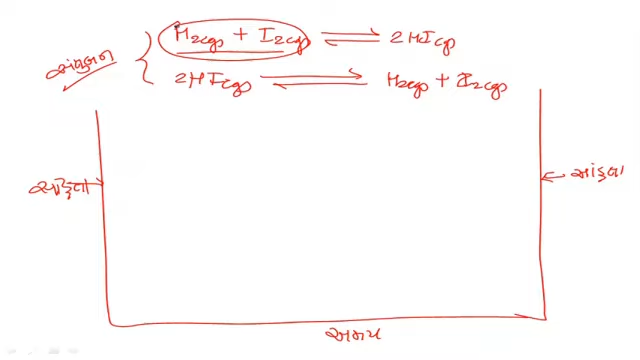 H₂(g) + I₂(g) ⇌ 2HI(g)
સંતુલન
2HI(g) ⇌ H₂(g) + I₂(g)
સાંદ્રતા
સાંદ્રતા
સમય